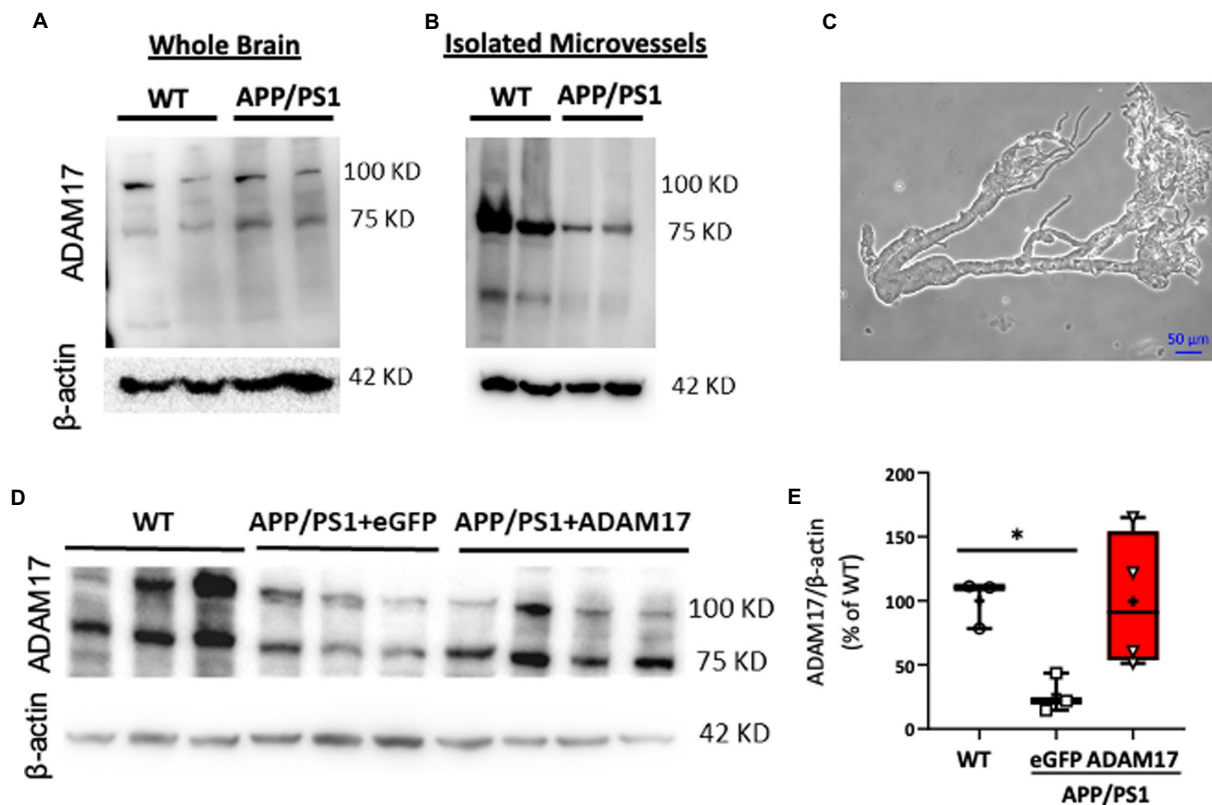 A
Whole Brain
WT APP/PS1
ADAM17
100 KD
75 KD
β-actin
42 KD
B
Isolated Microvessels
WT APP/PS1
100 KD
75 KD
42 KD
C
50 µm
D
WT APP/PS1+eGFP APP/PS1+ADAM17
ADAM17
100 KD
75 KD
β-actin
42 KD
E
ADAM17/β-actin
(% of WT)
200
150
100
50
0
*
WT eGFP ADAM17
APP/PS1